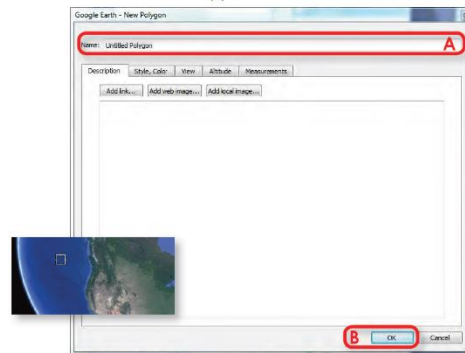 Google Earth - New Polygon
Name: Untitled Polygon
A
Description Style, Color View Altitude Measurements
Add link... Add web image... Add local image...
B OK Cancel